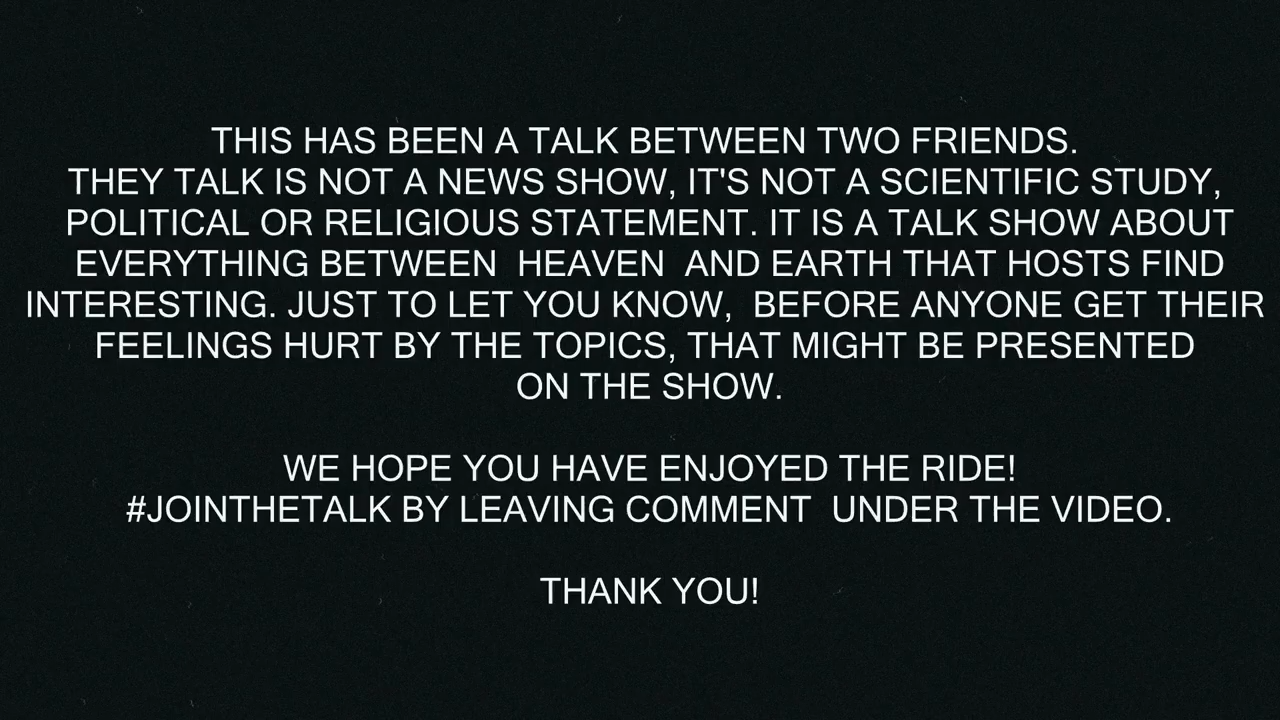 THIS HAS BEEN A TALK BETWEEN TWO FRIENDS.
THEY TALK IS NOT A NEWS SHOW, IT'S NOT A SCIENTIFIC STUDY,
POLITICAL OR RELIGIOUS STATEMENT. IT IS A TALK SHOW ABOUT
EVERYTHING BETWEEN  HEAVEN  AND EARTH THAT HOSTS FIND
INTERESTING. JUST TO LET YOU KNOW,  BEFORE ANYONE GET THEIR
FEELINGS HURT BY THE TOPICS, THAT MIGHT BE PRESENTED
ON THE SHOW.
WE HOPE YOU HAVE ENJOYED THE RIDE!
#JOINTHETALK BY LEAVING COMMENT  UNDER THE VIDEO.
THANK YOU!